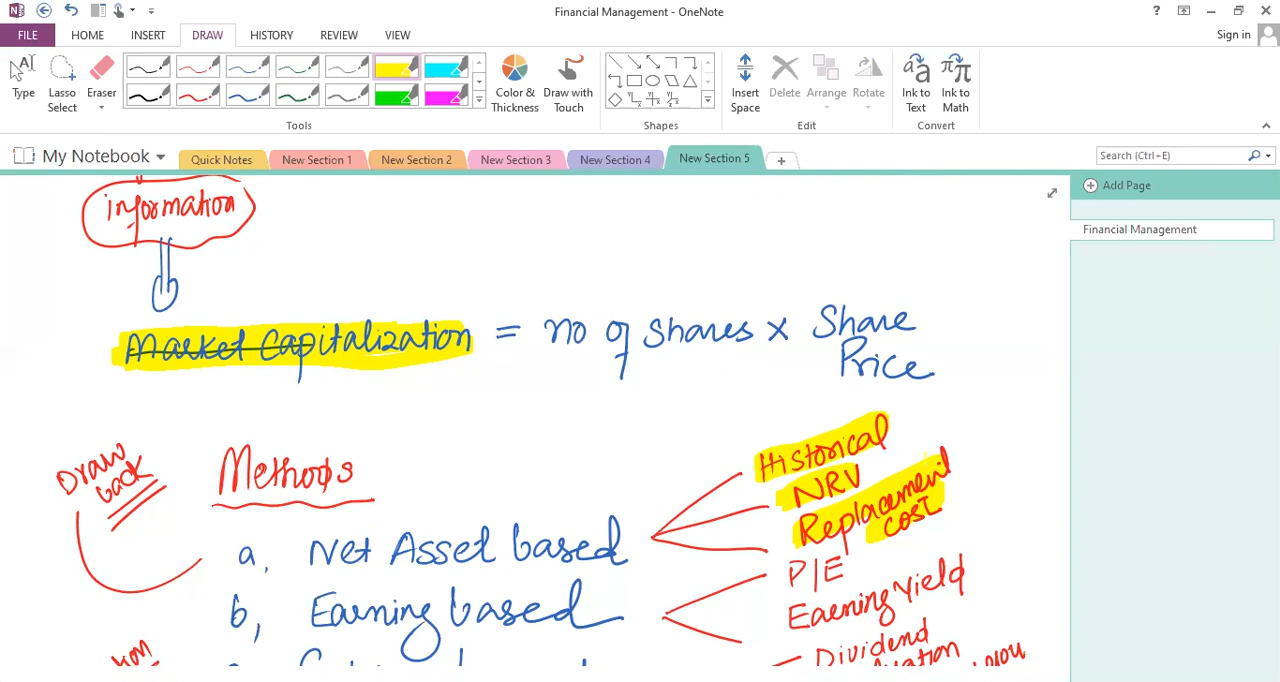 Financial Management - OneNote
?
FILE HOME INSERT DRAW HISTORY REVIEW VIEW
Sign in
Type
Lasso
Select
Eraser
Color &
Thickness
Draw with
Touch
Insert
Space
Delete
Arrange
Rotate
Ink to
Text
Ink to
Math
Tools
Shapes
Edit
Convert
My Notebook
Quick Notes New Section 1 New Section 2 New Section 3 New Section 4 New Section 5
Search (Ctrl+E)
Add Page
Financial Management
information
Market Capitalization = no of shares x Share
Price
Draw
back
Methods
Historical
NRV
Replacement
cost
a, Net Asset based
P/E
Earning Yield
b, Earning based
Dividend
you